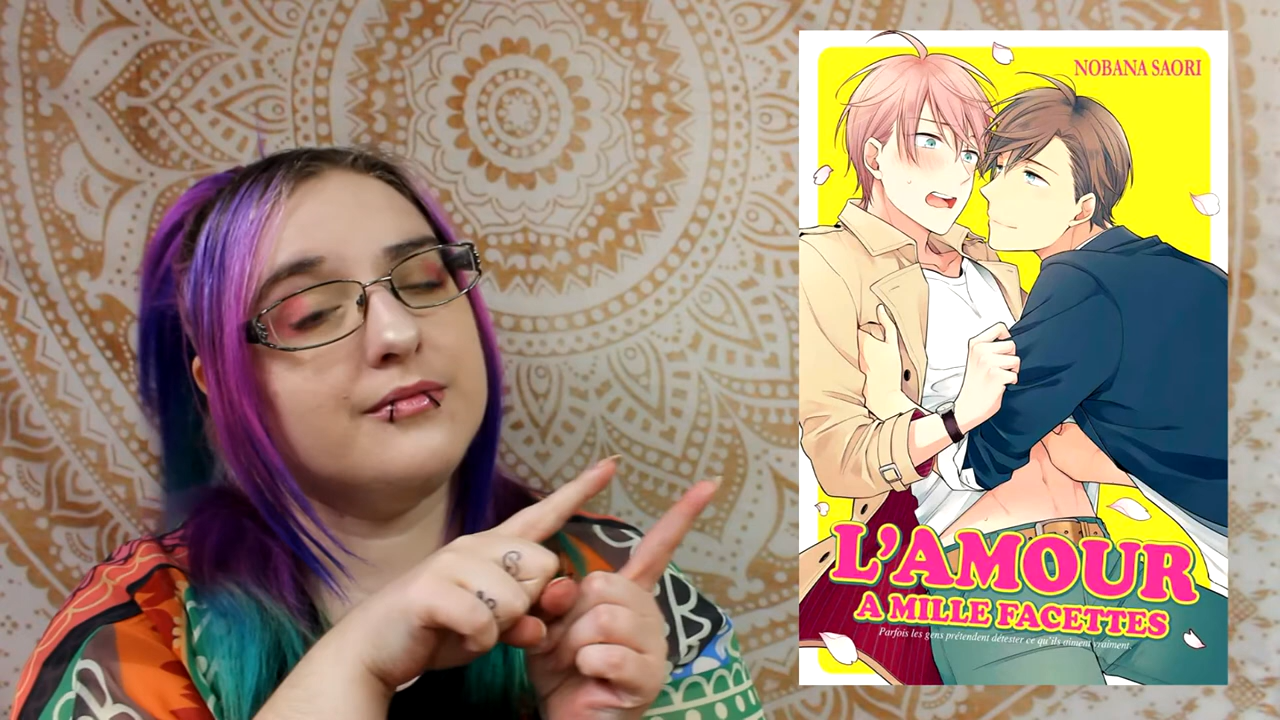 NOBANA SAORI
L'AMOUR
A MILLE FACETTES
Parfois les gens prétendent détester ce qu'ils aiment vraiment.